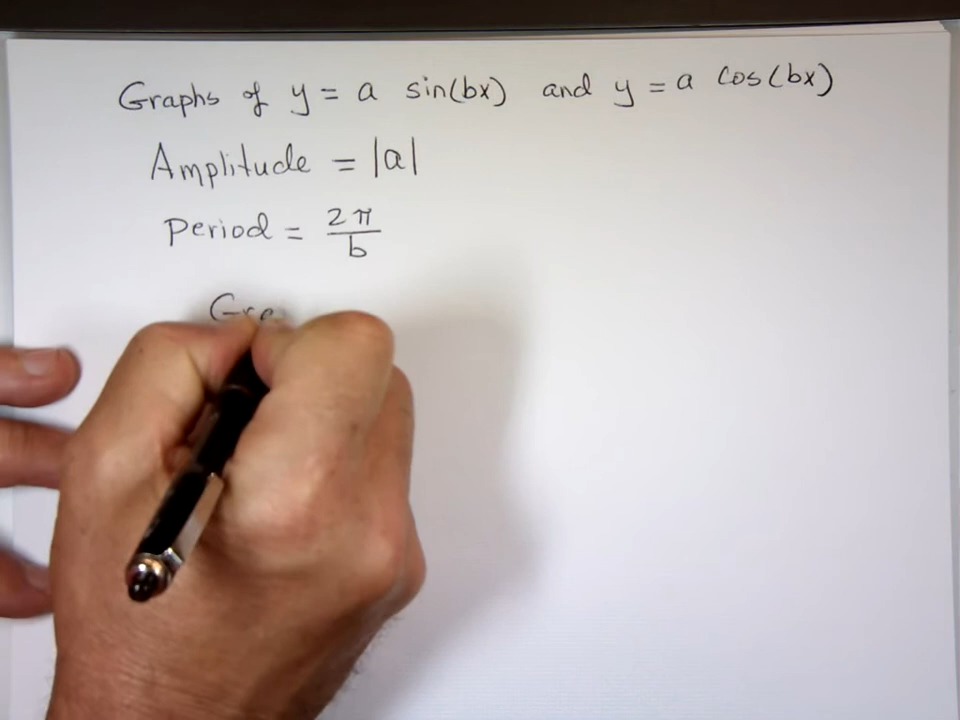 Graphs of y = a sin(bx) and y = a cos(bx)
Amplitude = |a|
Period = 2π/b